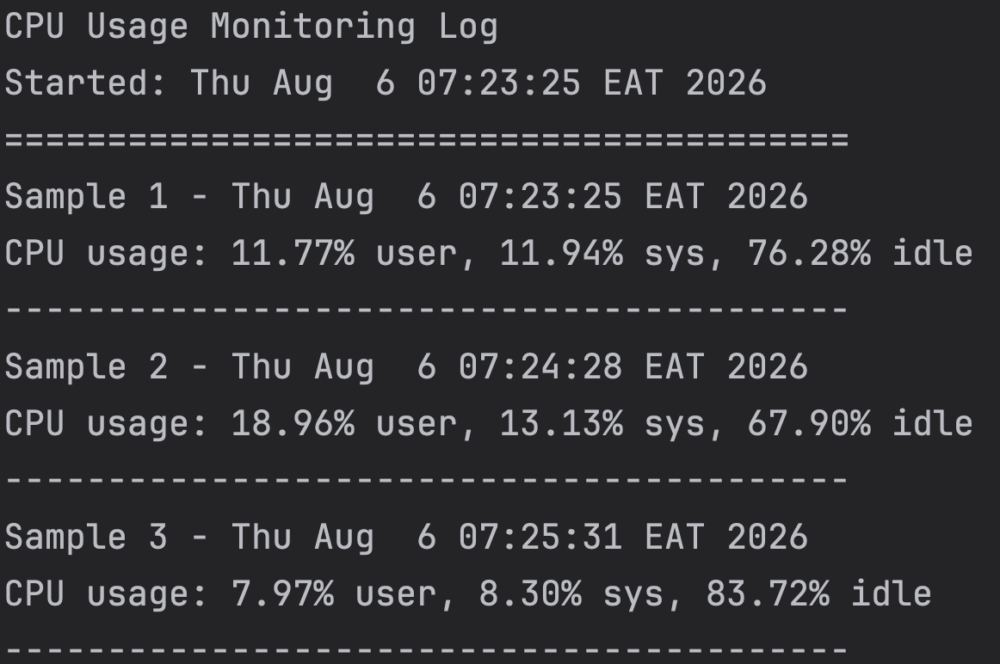 CPU Usage Monitoring Log
Started: Thu Aug  6 07:23:25 EAT 2026
=========================================
Sample 1 - Thu Aug  6 07:23:25 EAT 2026
CPU usage: 11.77% user, 11.94% sys, 76.28% idle
-----------------------------------------
Sample 2 - Thu Aug  6 07:24:28 EAT 2026
CPU usage: 18.96% user, 13.13% sys, 67.90% idle
-----------------------------------------
Sample 3 - Thu Aug  6 07:25:31 EAT 2026
CPU usage: 7.97% user, 8.30% sys, 83.72% idle
-----------------------------------------